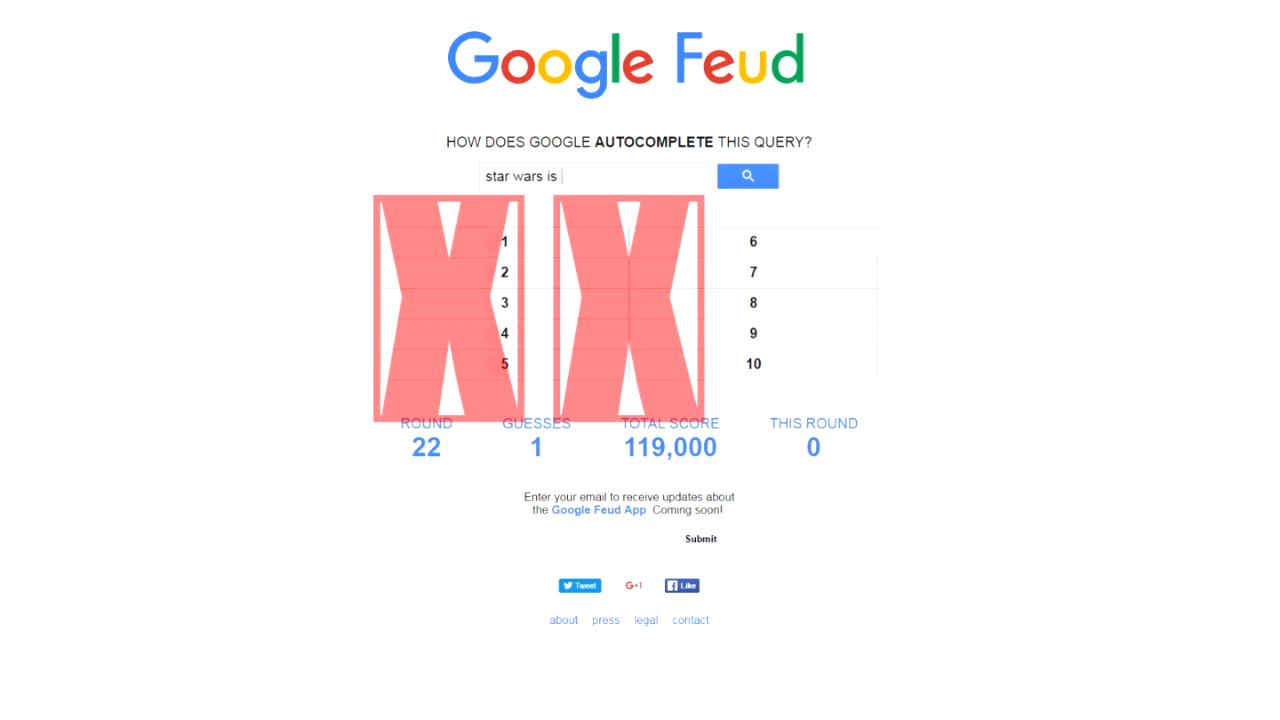 Google Feud
HOW DOES GOOGLE AUTOCOMPLETE THIS QUERY?
star wars is
1 6
2 7
3 8
4 9
5 10
ROUND GUESSES TOTAL SCORE THIS ROUND
22 1 119,000 0
Enter your email to receive updates about
the Google Feud App. Coming soon!
Submit
Tweet G+1 Like
about press legal contact